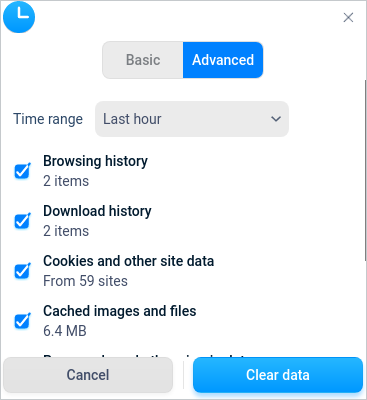 Basic
Advanced
Time range
Last hour
Browsing history
2 items
Download history
2 items
Cookies and other site data
From 59 sites
Cached images and files
6.4 MB
Cancel
Clear data